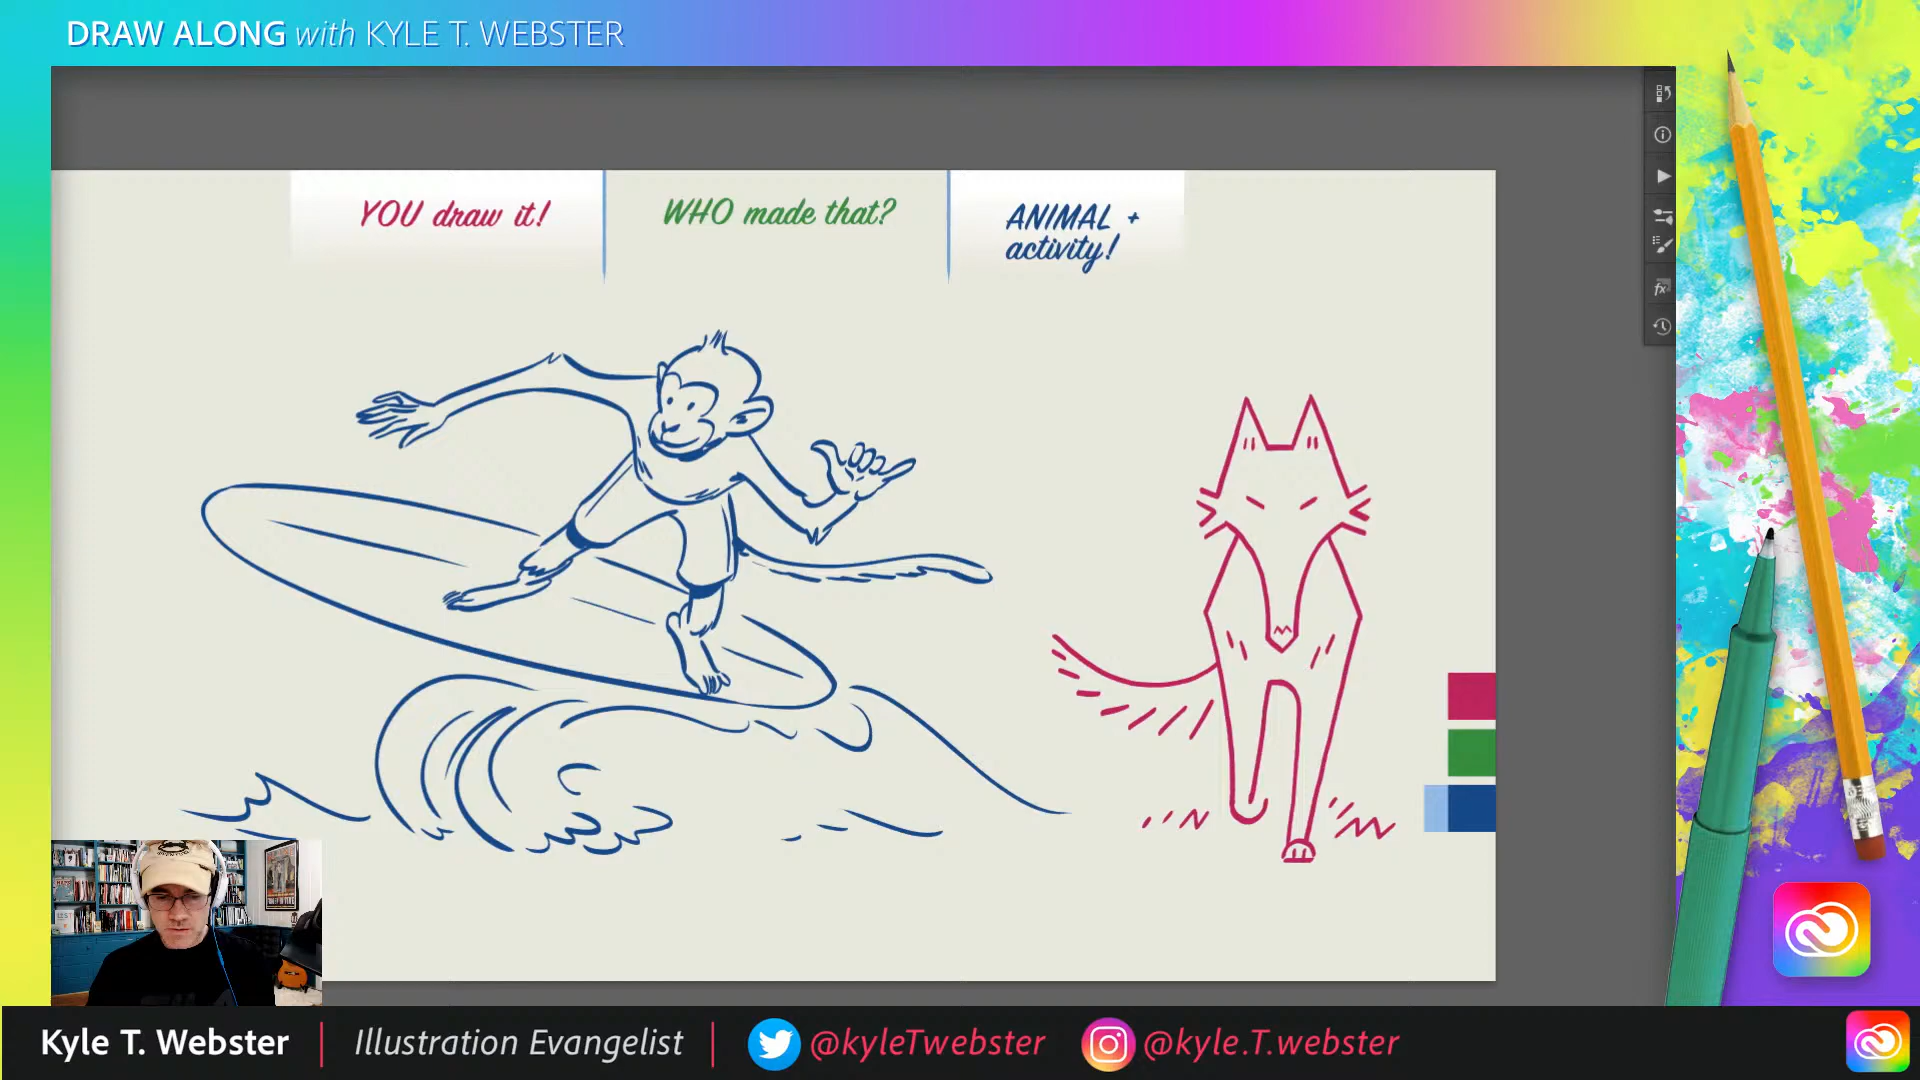 DRAW ALONG with KYLE T. WEBSTER
YOU draw it!
WHO made that?
ANIMAL +
activity!
fx
Kyle T. Webster | Illustration Evangelist | @kyleTwebster @kyle.T.webster